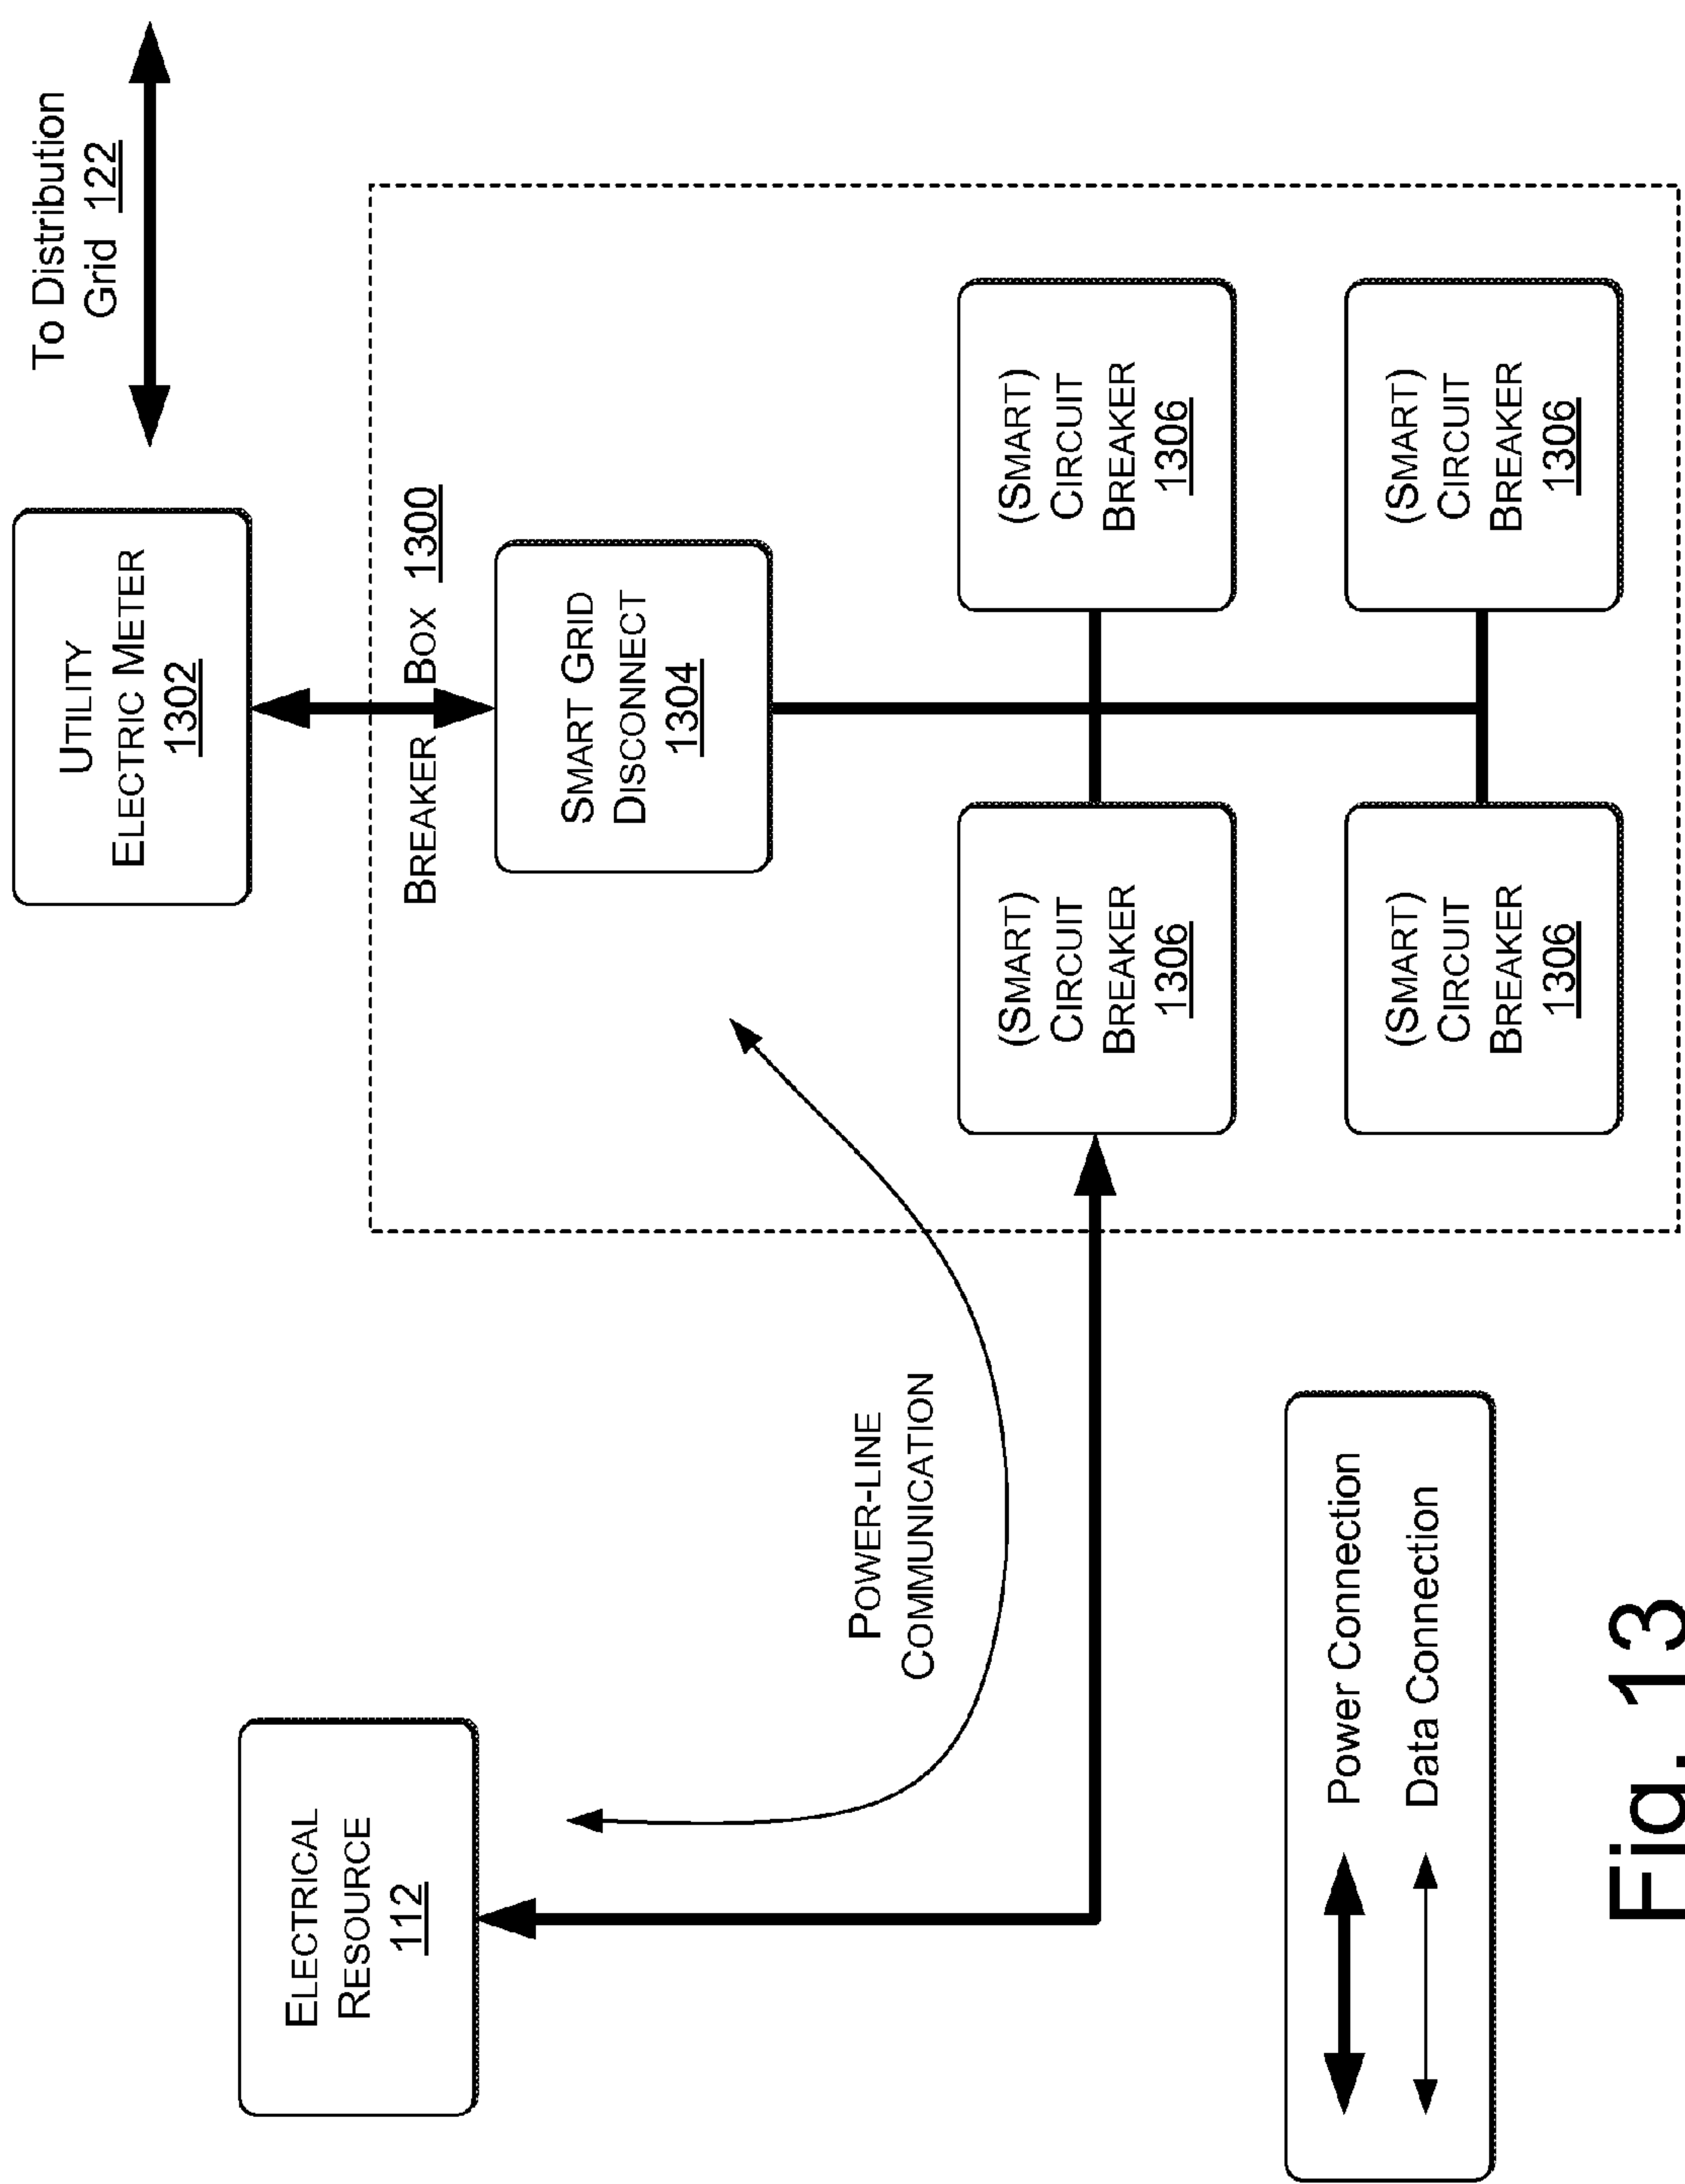 ELECTRICAL
RESOURCE
112
UTILITY
ELECTRIC METER
1302
To Distribution
Grid 122
BREAKER BOX 1300
SMART GRID
DISCONNECT
1304
POWER-LINE
COMMUNICATION
(SMART)
CIRCUIT
BREAKER
1306
(SMART)
CIRCUIT
BREAKER
1306
(SMART)
CIRCUIT
BREAKER
1306
(SMART)
CIRCUIT
BREAKER
1306
Power Connection
Data Connection
Fig. 13